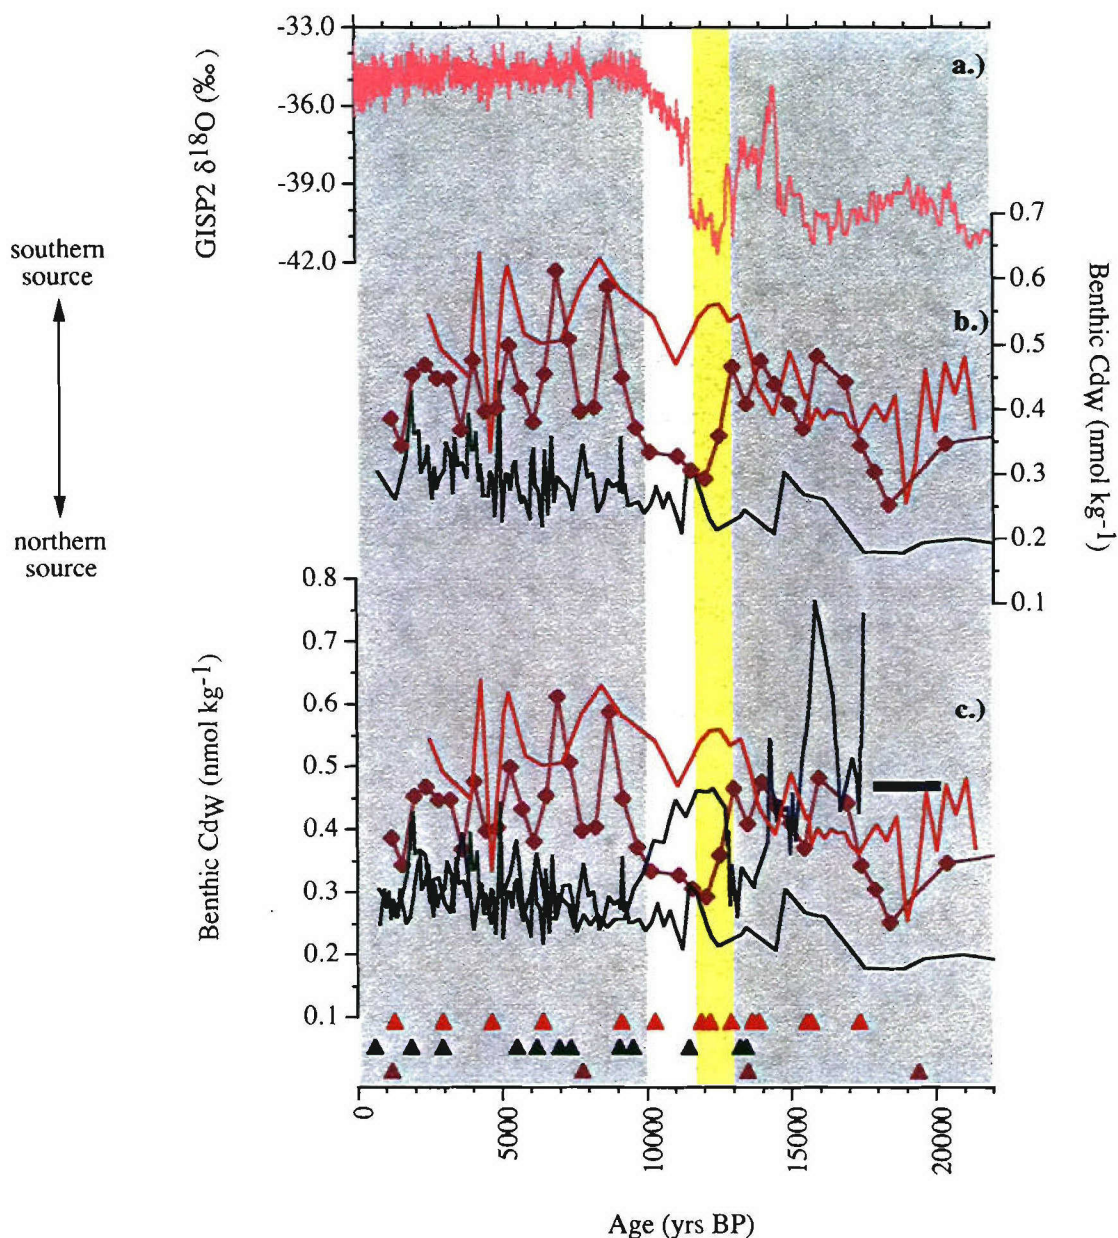 -33.0
-36.0
-39.0
-42.0
GISP2 δ18O (‰)
a.)
southern
source
northern
source
0.7
0.6
0.5
0.4
0.3
0.2
0.1
Benthic Cdw (nmol kg-1)
b.)
0.8
0.7
0.6
0.5
0.4
0.3
0.2
0.1
Benthic Cdw (nmol kg-1)
c.)
0
5000
10000
15000
20000
Age (yrs BP)